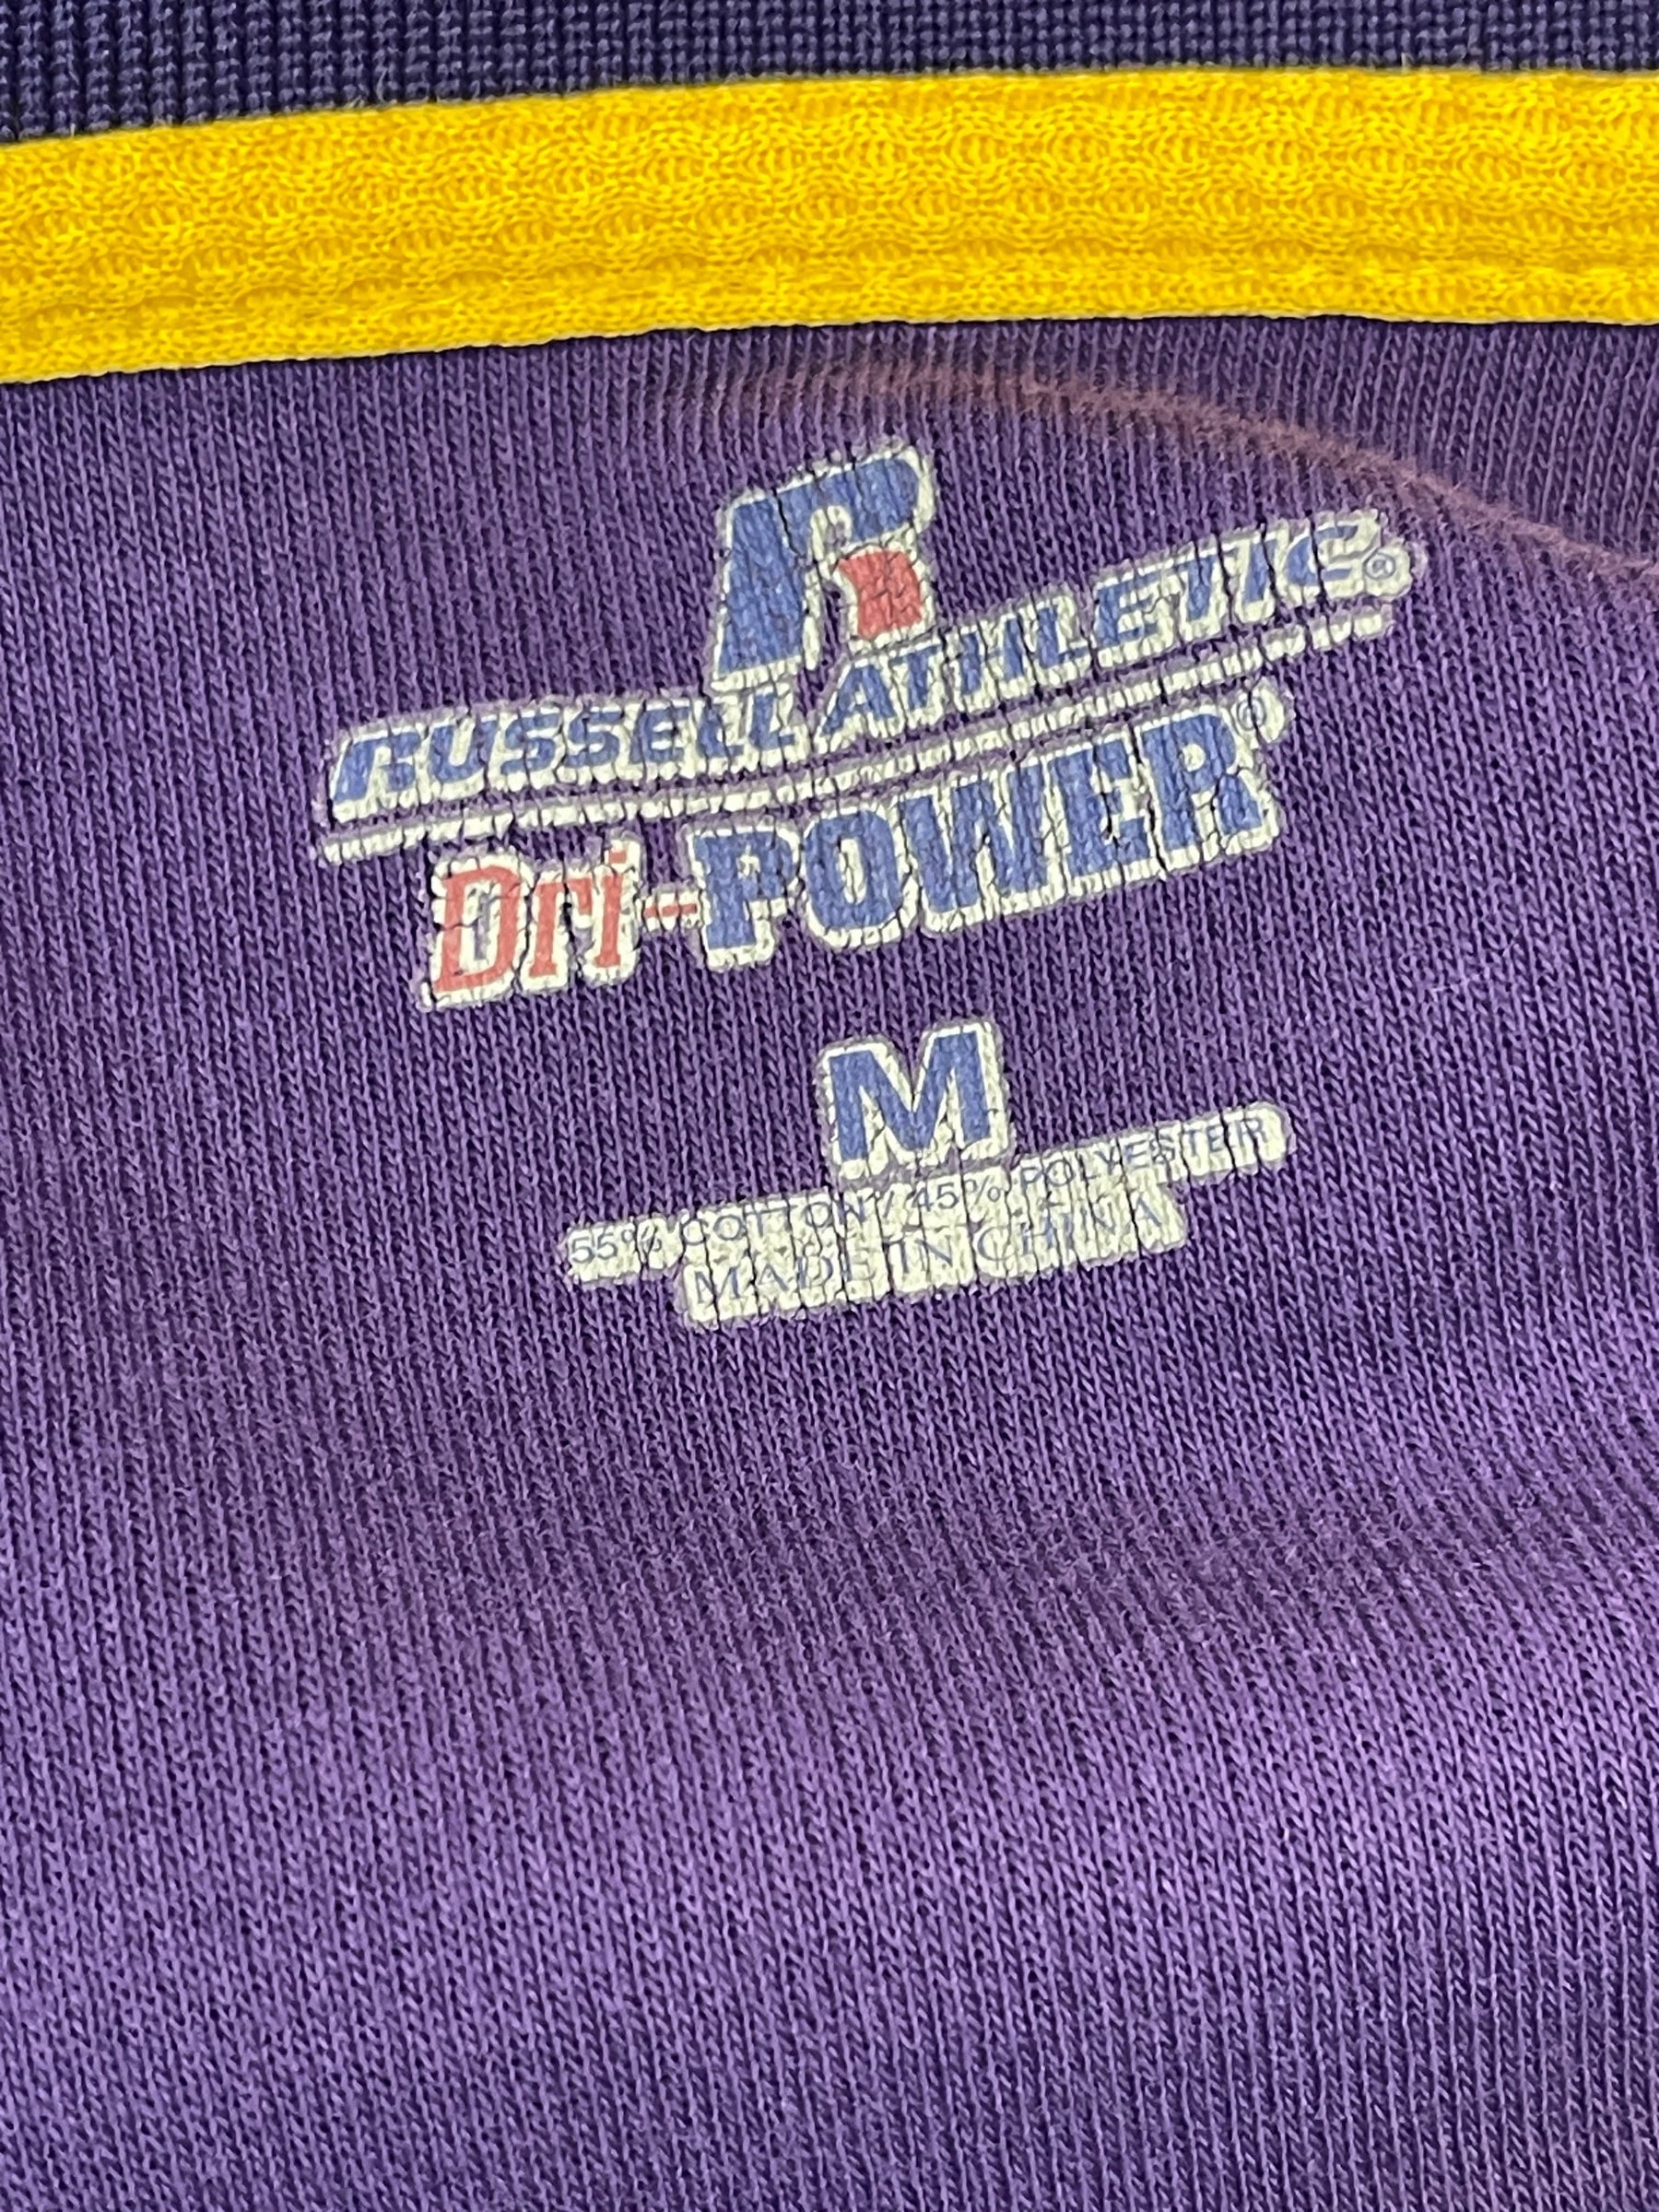 R
RUSSELL ATHLETIC®
Dri-POWER®
M
55% COTTON / 45% POLYESTER
MADE IN CHINA